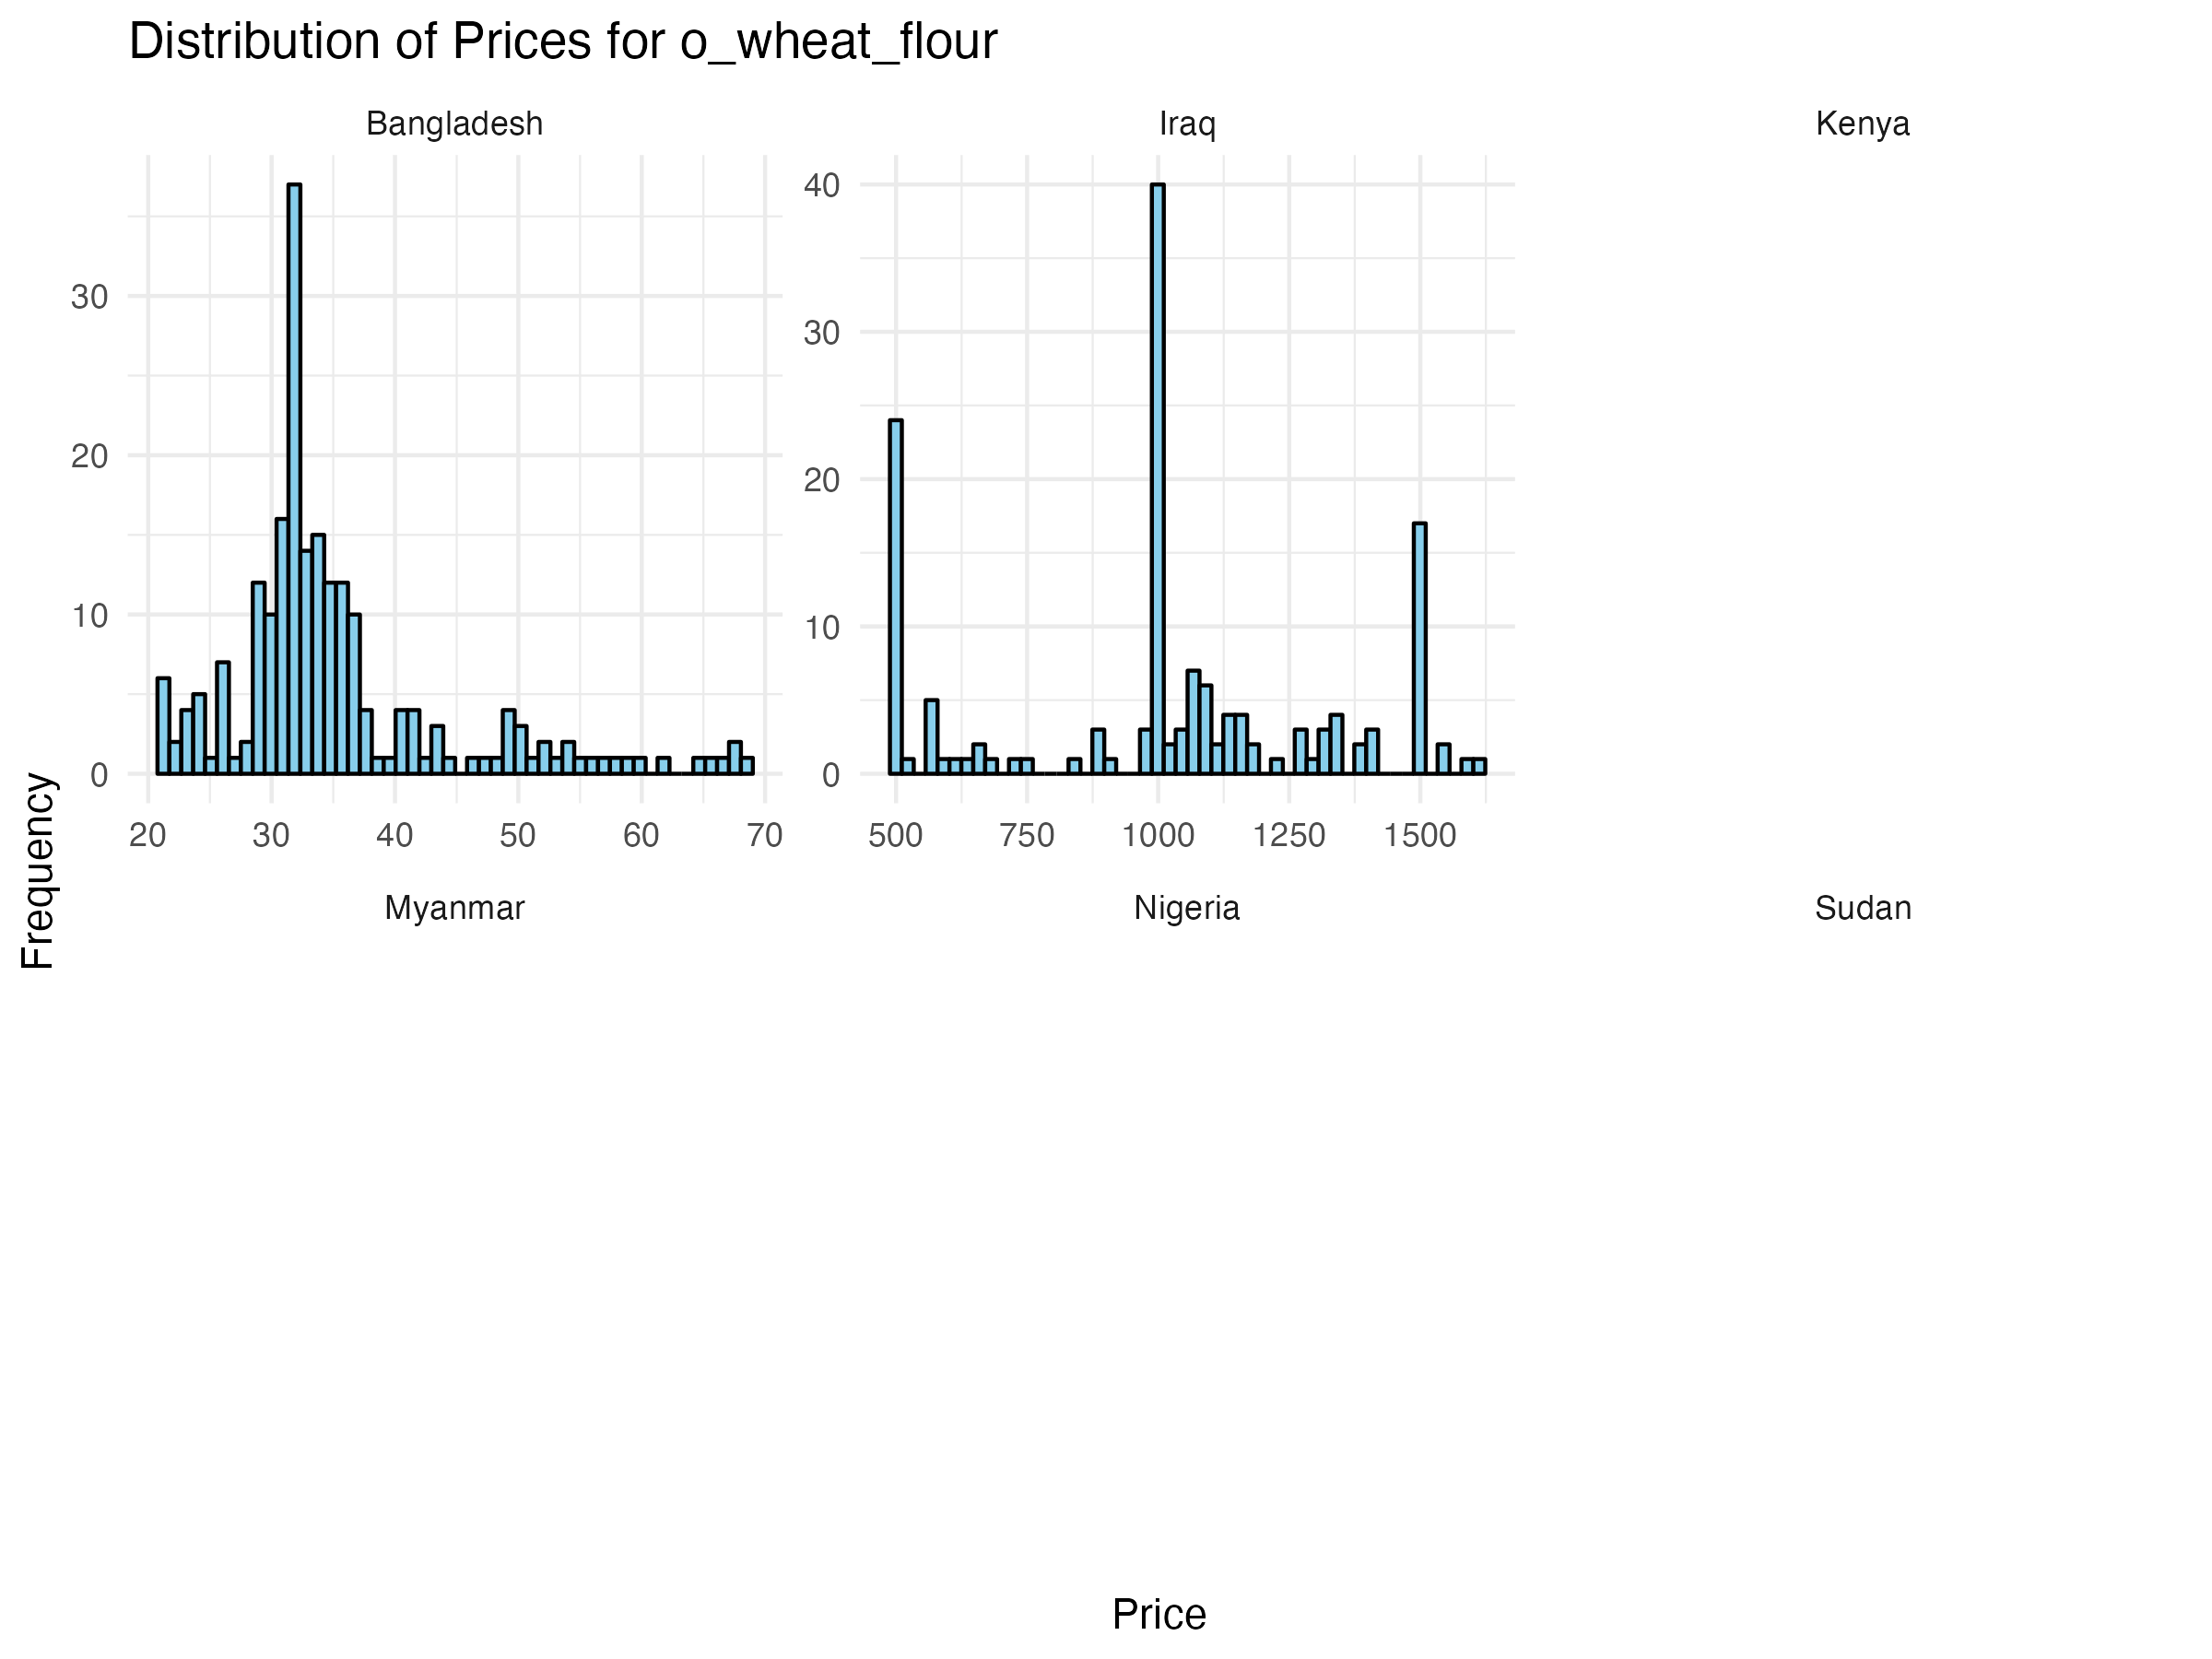 Distribution of Prices for o_wheat_flour
Bangladesh
Iraq
Kenya
30
20
10
0
20 30 40 50 60 70
40
30
20
10
0
500 750 1000 1250 1500
Myanmar
Nigeria
Sudan
Frequency
Price